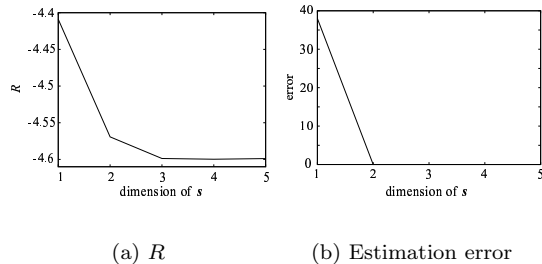 -4.4
-4.45
-4.5
-4.55
-4.6
R
1 2 3 4 5
dimension of s
40
30
20
10
0
error
1 2 3 4 5
dimension of s
(a) R
(b) Estimation error